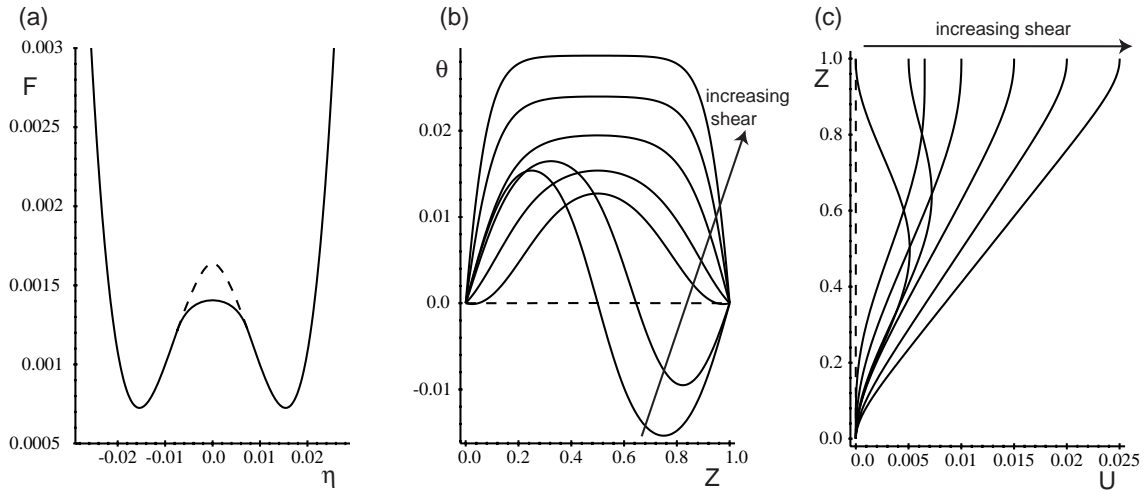 (a)
F
0.003
0.0025
0.002
0.0015
0.001
0.0005
-0.02 -0.01 0.0 0.01 0.02
η
(b)
θ
0.02
0.01
0.0
-0.01
increasing
shear
0.0 0.2 0.4 0.6 0.8 1.0
Z
(c)
increasing shear
Z
1.0
0.8
0.6
0.4
0.2
0.0
0.0 0.005 0.01 0.015 0.02 0.025
U